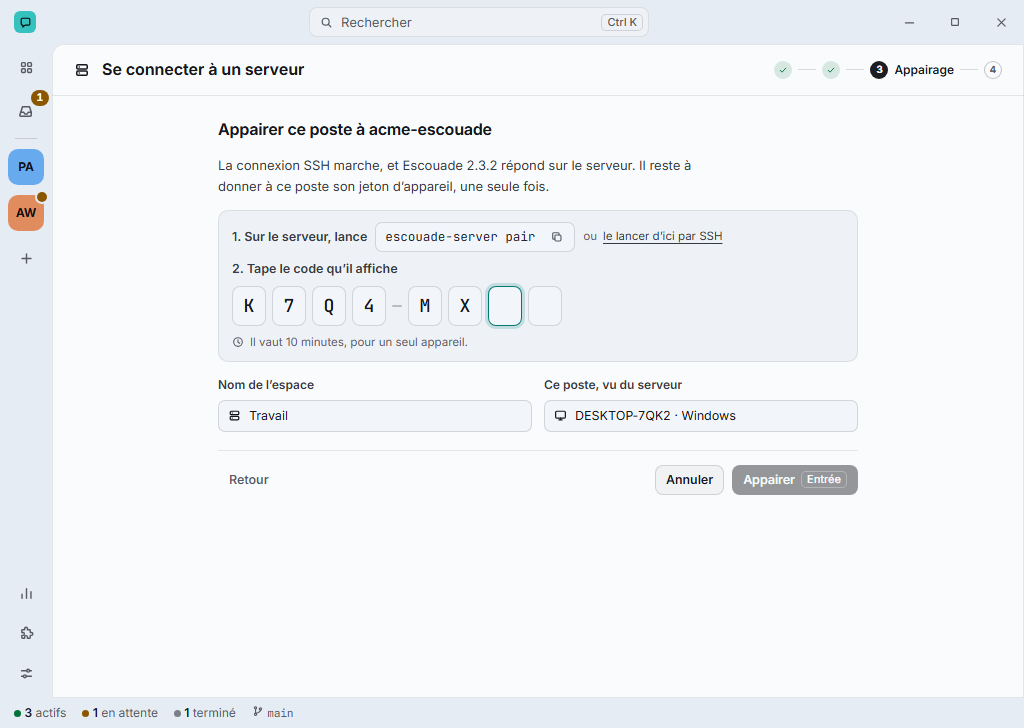 Rechercher
Ctrl K
Se connecter à un serveur
3 Appairage
4
1
PA
AW
Appairer ce poste à acme-escouade
La connexion SSH marche, et Escouade 2.3.2 répond sur le serveur. Il reste à
donner à ce poste son jeton d’appareil, une seule fois.
1. Sur le serveur, lance escouade-server pair ou le lancer d’ici par SSH
2. Tape le code qu’il affiche
K 7 Q 4 – M X
Il vaut 10 minutes, pour un seul appareil.
Nom de l’espace
Travail
Ce poste, vu du serveur
DESKTOP-7QK2 · Windows
Retour
Annuler
Appairer Entrée
3 actifs 1 en attente 1 terminé main